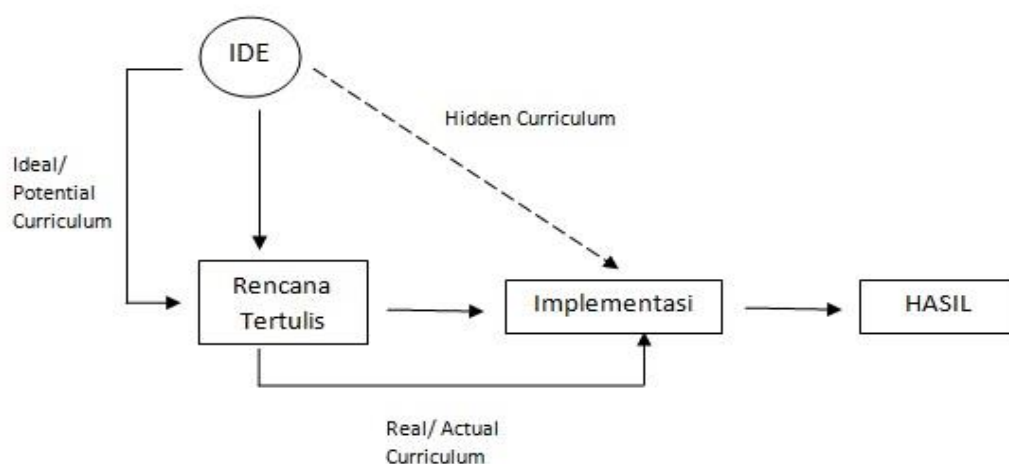 IDE
Hidden Curriculum
Ideal/
Potential
Curriculum
Rencana
Tertulis
Implementasi
HASIL
Real/ Actual
Curriculum